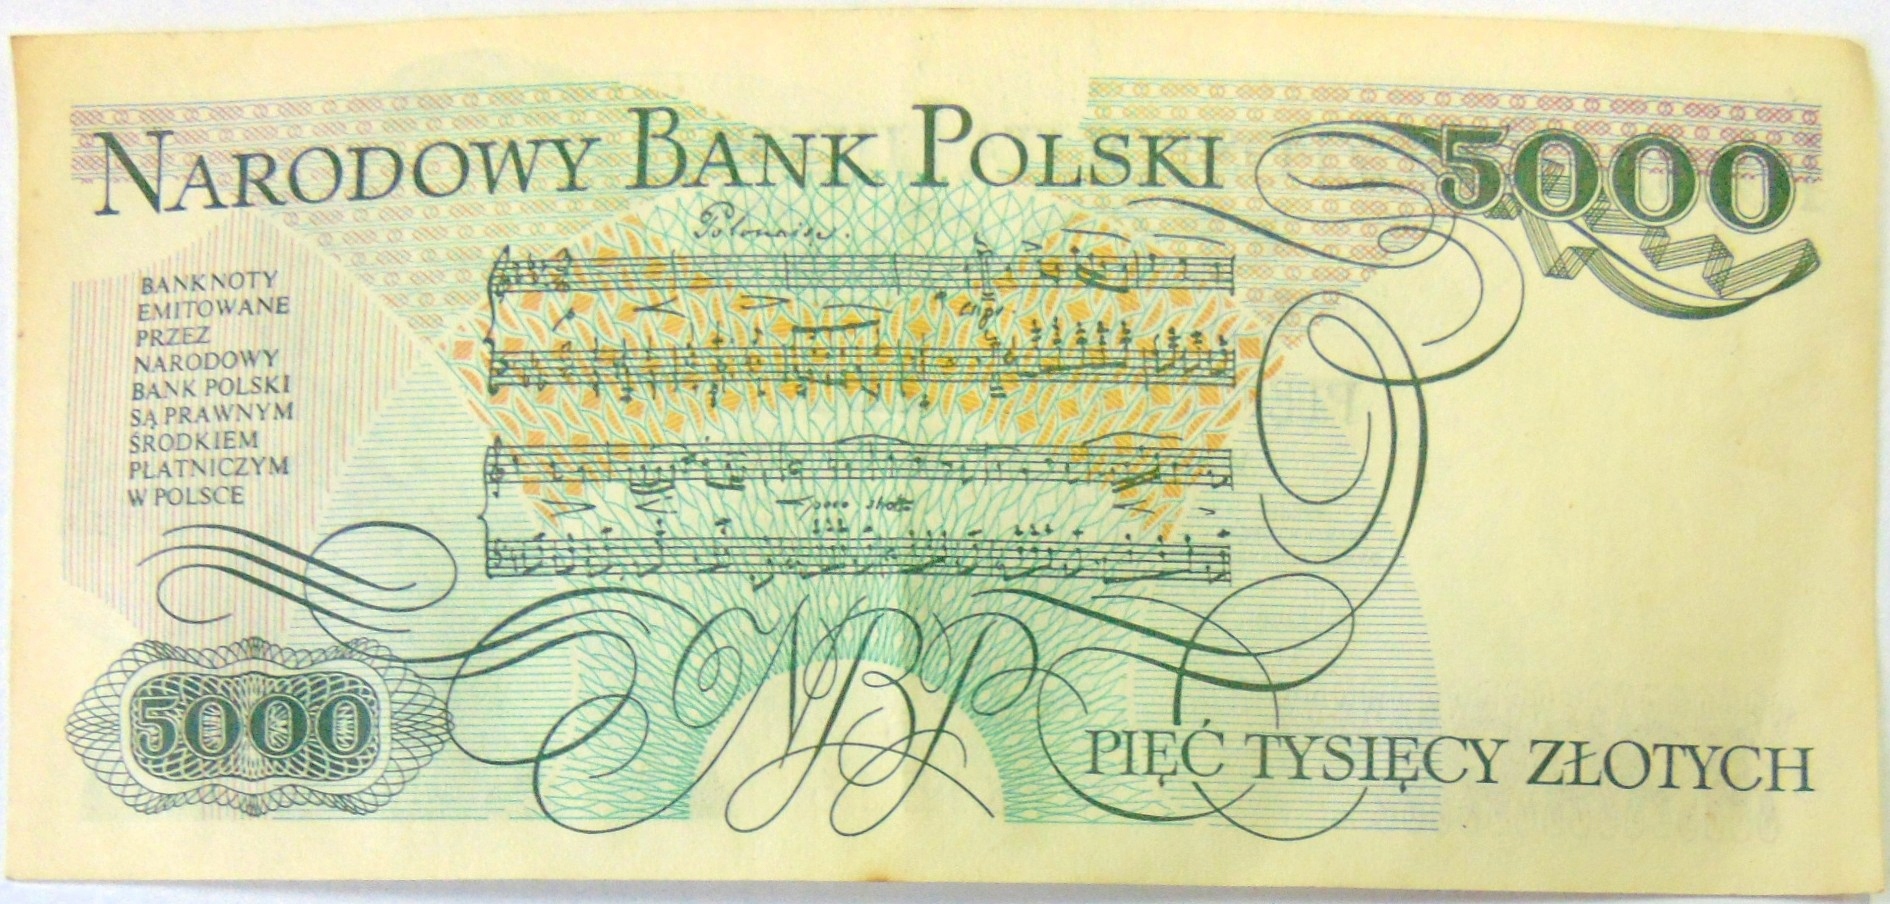 NARODOWY BANK POLSKI
5000
Polonaise.
BANKNOTY
EMITOWANE
PRZEZ
NARODOWY
BANK POLSKI
SĄ PRAWNYM
ŚRODKIEM
PŁATNICZYM
W POLSCE
poco
NBP
5000
PIĘĆ TYSIĘCY ZŁOTYCH